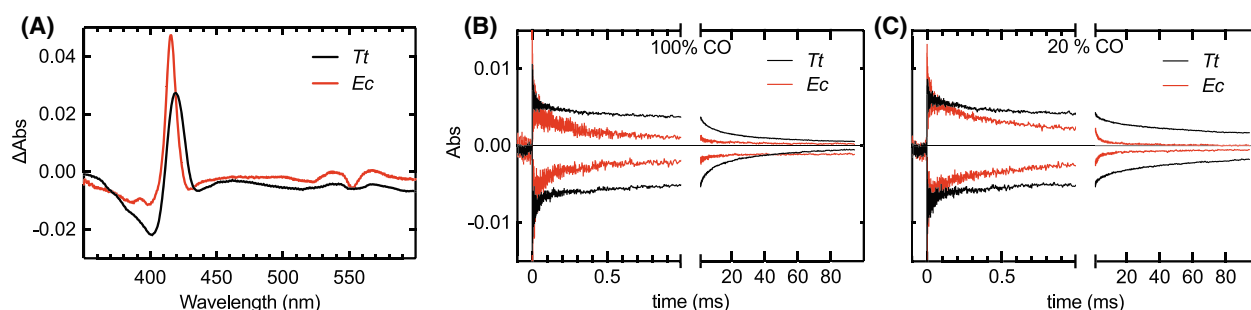 (A)
0.04
0.02
0.00
-0.02
ΔAbs
400
450
500
550
Wavelength (nm)
Tt
Ec
(B)
100% CO
Tt
Ec
0.01
0.00
-0.01
Abs
0
0.5
20
40
60
80
time (ms)
(C)
20 % CO
Tt
Ec
0
0.5
20
40
60
80
time (ms)